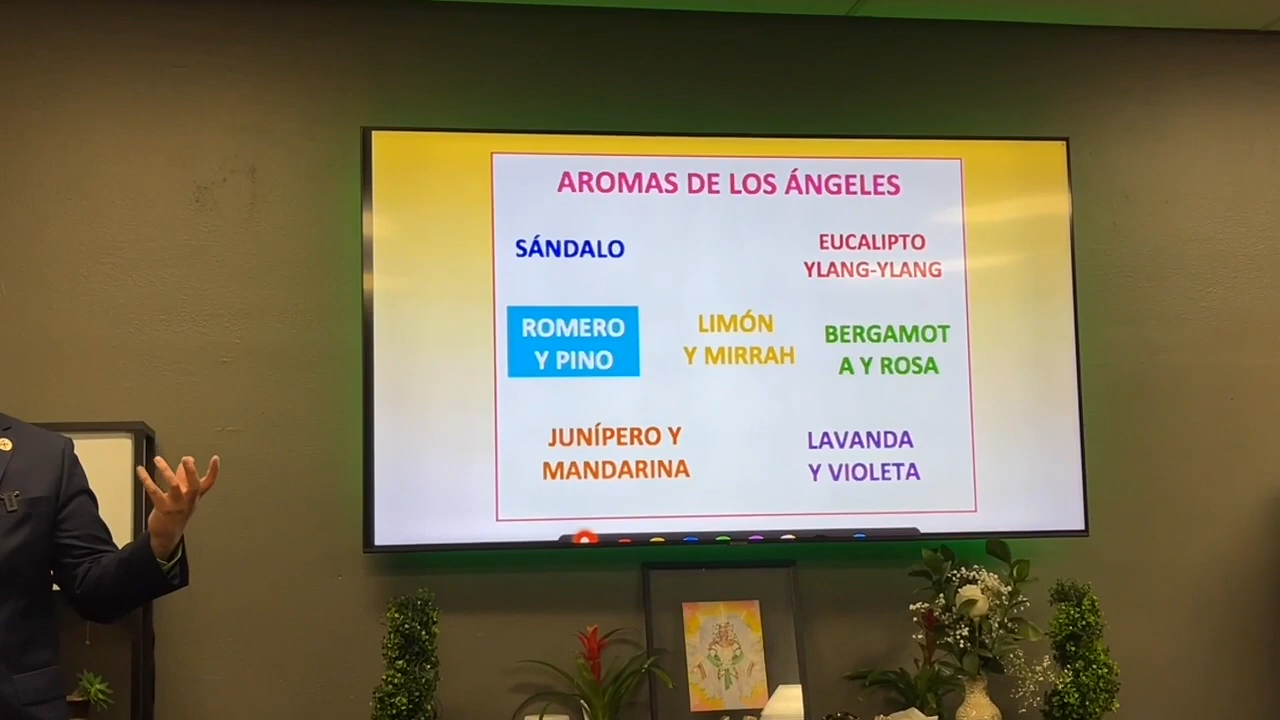 AROMAS DE LOS ÁNGELES
SÁNDALO
EUCALIPTO
YLANG-YLANG
ROMERO
Y PINO
LIMÓN
Y MIRRAH
BERGAMOT
A Y ROSA
JUNÍPERO Y
MANDARINA
LAVANDA
Y VIOLETA